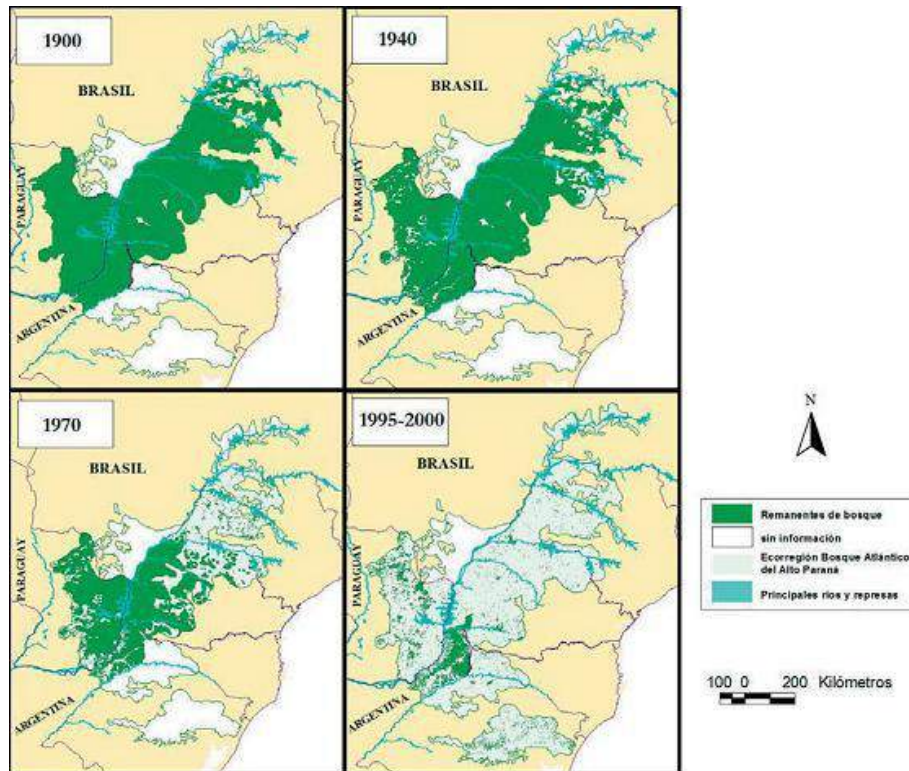 1900
BRASIL
PARAGUAY
ARGENTINA
1940
BRASIL
PARAGUAY
ARGENTINA
1970
BRASIL
PARAGUAY
ARGENTINA
1995-2000
BRASIL
PARAGUAY
ARGENTINA
N
Remanentes de bosque
sin información
Ecorregión Bosque Atlántico
del Alto Paraná
Principales ríos y represas
100 0 200 Kilómetros